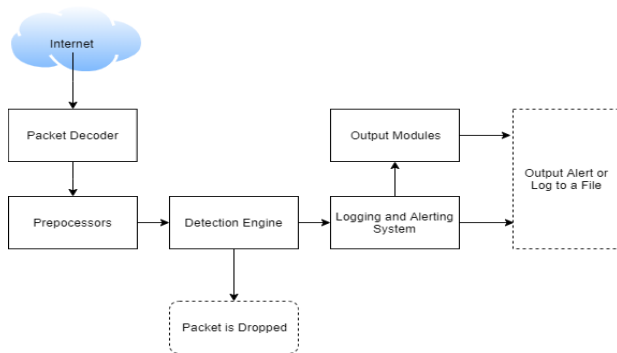 Internet
Packet Decoder
Output Modules
Output Alert or
Log to a File
Prepocessors
Detection Engine
Logging and Alerting
System
Packet is Dropped